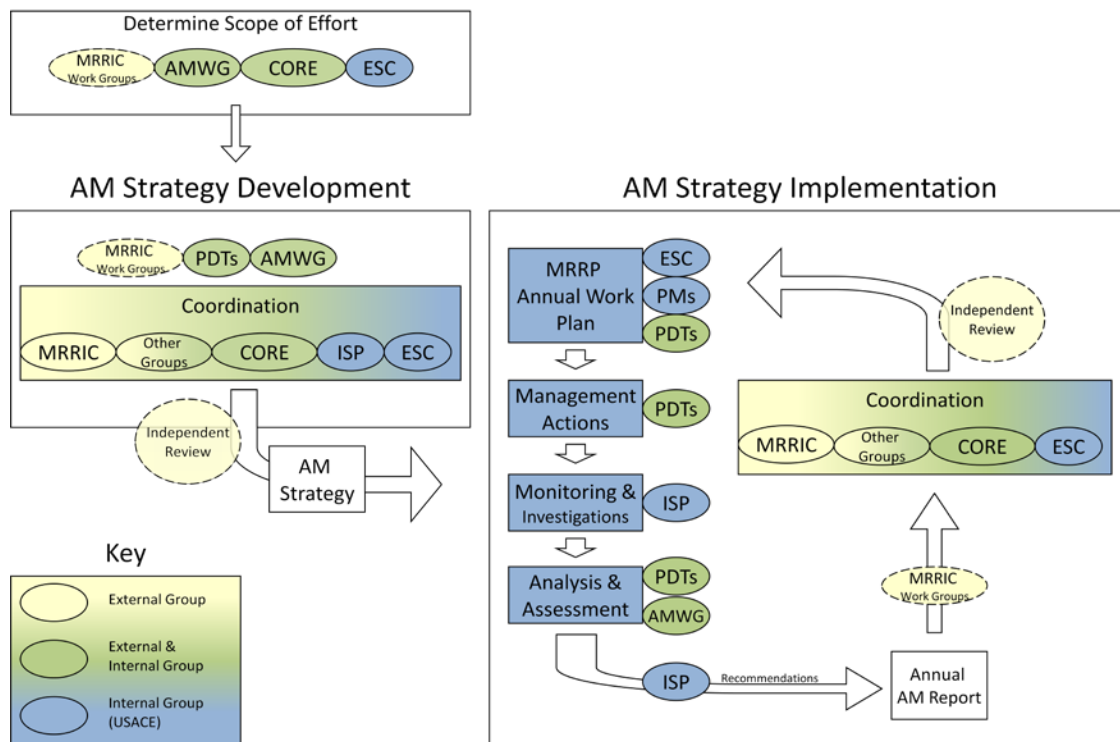 Determine Scope of Effort
MRRIC
Work Groups
AMWG
CORE
ESC
AM Strategy Development
MRRIC
Work Groups
PDTs
AMWG
Coordination
MRRIC
Other
Groups
CORE
ISP
ESC
Independent
Review
AM
Strategy
Key
External Group
External &
Internal Group
Internal Group
(USACE)
AM Strategy Implementation
MRRP
Annual Work
Plan
ESC
PMs
PDTs
Management
Actions
PDTs
Monitoring &
Investigations
ISP
Analysis &
Assessment
PDTs
AMWG
ISP
Recommendations
Annual
AM Report
MRRIC
Work Groups
Coordination
MRRIC
Other
Groups
CORE
ESC
Independent
Review